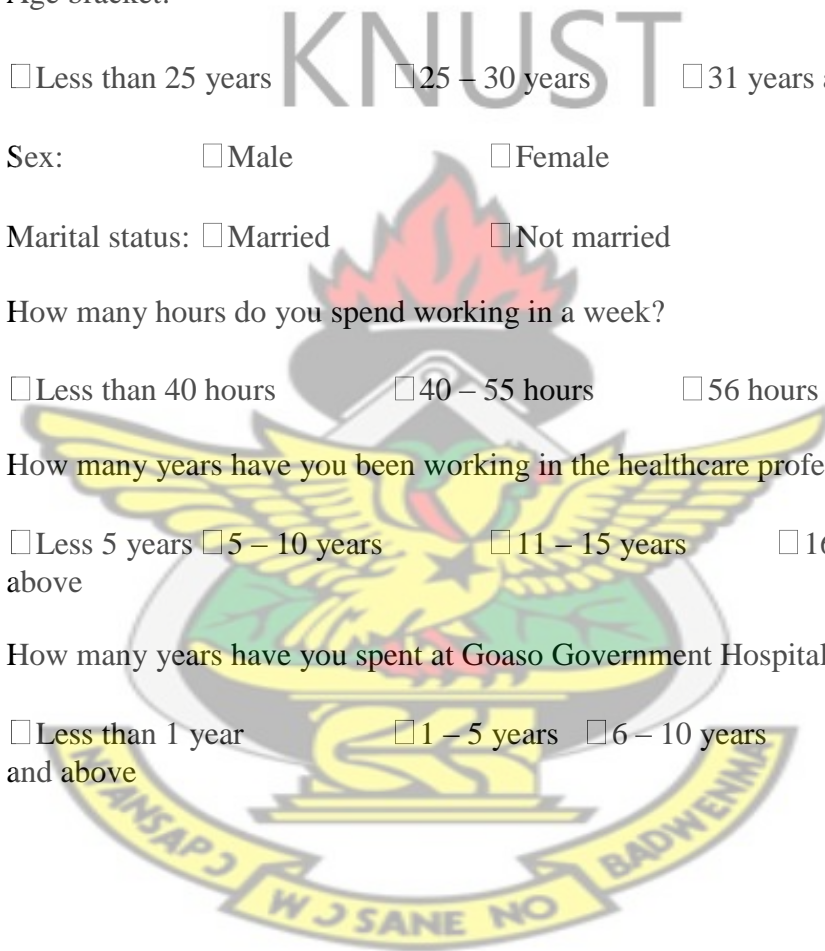 KNUST
☐Less than 25 years ☐25 – 30 years ☐31 years
Sex: ☐Male ☐Female
Marital status: ☐Married ☐Not married
How many hours do you spend working in a week?
☐Less than 40 hours ☐40 – 55 hours ☐56 hours
How many years have you been working in the healthcare profe
☐Less 5 years ☐5 – 10 years ☐11 – 15 years ☐16
above
How many years have you spent at Goaso Government Hospital
☐Less than 1 year ☐1 – 5 years ☐6 – 10 years
and above
NYANSAPƆ WƆSANE NO BADWENMA